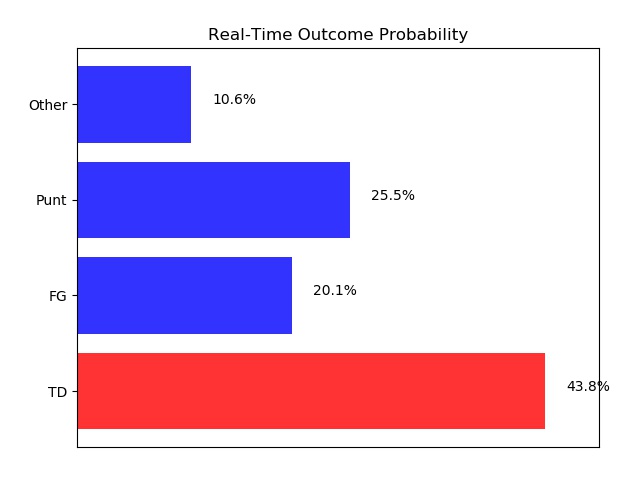 Real-Time Outcome Probability
Other 10.6%
Punt 25.5%
FG 20.1%
TD 43.8%